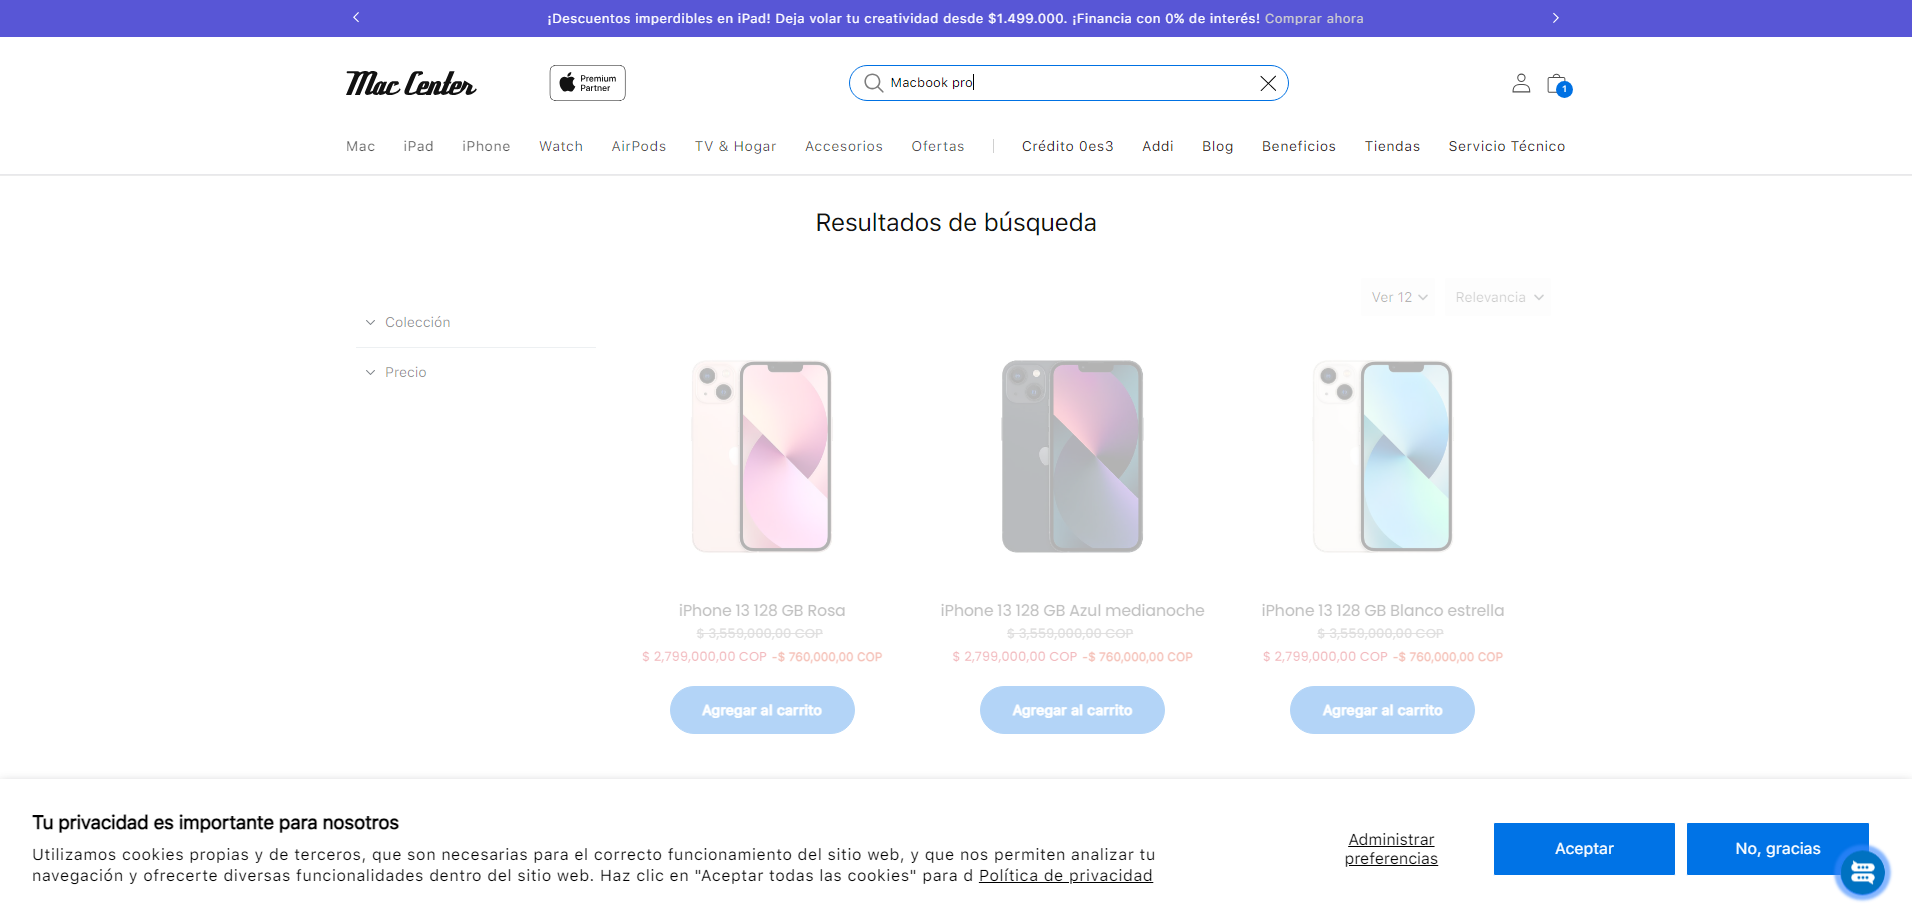 ¡Descuentos imperdibles en iPad! Deja volar tu creatividad desde $1.499.000. ¡Financia con 0% de interés! Comprar ahora
Mac Center
Premium
Partner
Macbook pro
1
Mac iPad iPhone Watch AirPods TV & Hogar Accesorios Ofertas Crédito 0es3 Addi Blog Beneficios Tiendas Servicio Técnico
Resultados de búsqueda
Ver 12 Relevancia
Colección
Precio
iPhone 13 128 GB Rosa
$ 3,559,000,00 COP
$ 2,799,000,00 COP -$ 760,000,00 COP
Agregar al carrito
iPhone 13 128 GB Azul medianoche
$ 3,559,000,00 COP
$ 2,799,000,00 COP -$ 760,000,00 COP
Agregar al carrito
iPhone 13 128 GB Blanco estrella
$ 3,559,000,00 COP
$ 2,799,000,00 COP -$ 760,000,00 COP
Agregar al carrito
Tu privacidad es importante para nosotros
Utilizamos cookies propias y de terceros, que son necesarias para el correcto funcionamiento del sitio web, y que nos permiten analizar tu
navegación y ofrecerte diversas funcionalidades dentro del sitio web. Haz clic en "Aceptar todas las cookies" para d Política de privacidad
Administrar
preferencias
Aceptar
No, gracias